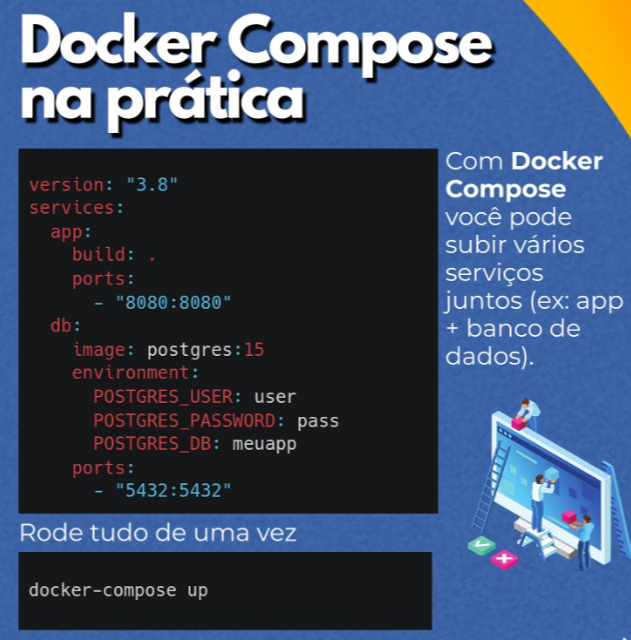 Docker Compose
na prática
version: "3.8"
services:
  app:
    build: .
    ports:
      - "8080:8080"
  db:
    image: postgres:15
    environment:
      POSTGRES_USER: user
      POSTGRES_PASSWORD: pass
      POSTGRES_DB: meuapp
    ports:
      - "5432:5432"
Com Docker
Compose
você pode
subir vários
serviços
juntos (ex: app
+ banco de
dados).
Rode tudo de uma vez
docker-compose up